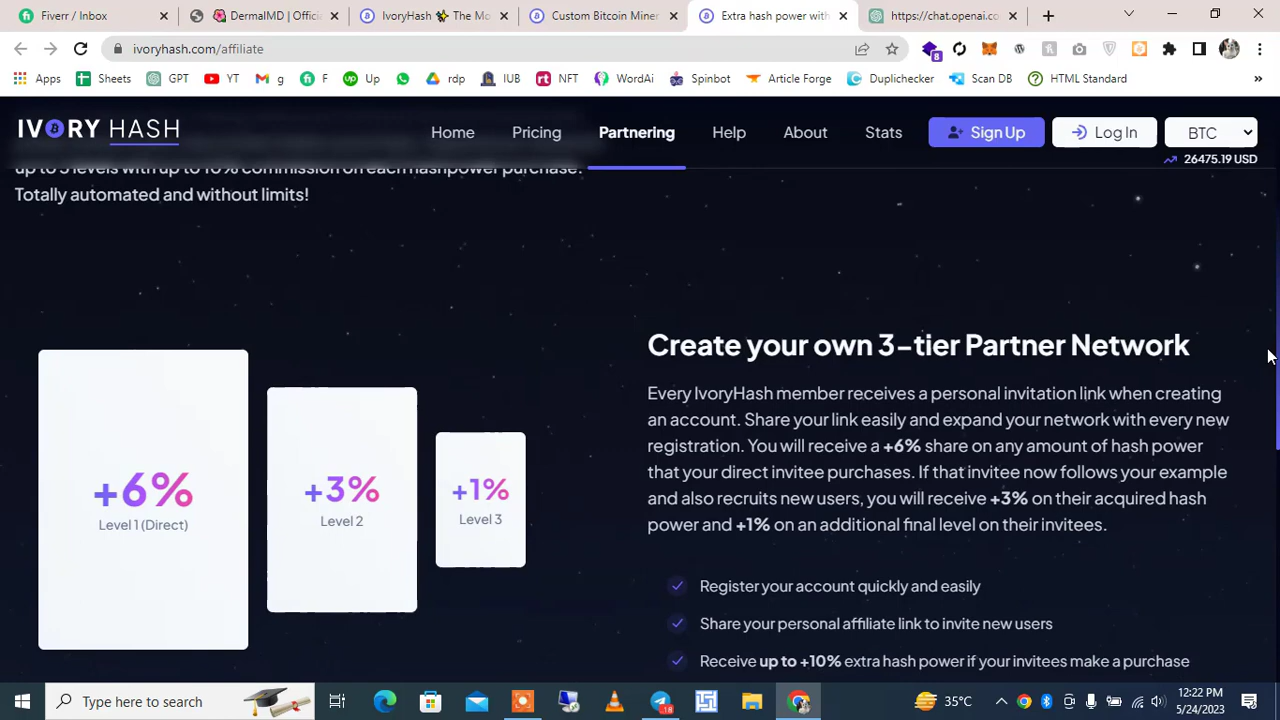 Fiverr / Inbox
DermalMD | Offici
IvoryHash ✨ The Mo
Custom Bitcoin Miner
Extra hash power with
https://chat.openai.co
ivoryhash.com/affiliate
8
Apps
Sheets
GPT
YT
g
F
Up
kip
IUB
NFT
WordAi
Spinbot
Article Forge
Duplichecker
Scan DB
HTML Standard
»
IVORY HASH
Home
Pricing
Partnering
Help
About
Stats
Sign Up
Log In
BTC
26475.19 USD
up to 3 levels with up to 10% commission on each hashpower purchase.
Totally automated and without limits!
+6%
Level 1 (Direct)
+3%
Level 2
+1%
Level 3
Create your own 3-tier Partner Network
Every IvoryHash member receives a personal invitation link when creating
an account. Share your link easily and expand your network with every new
registration. You will receive a +6% share on any amount of hash power
that your direct invitee purchases. If that invitee now follows your example
and also recruits new users, you will receive +3% on their acquired hash
power and +1% on an additional final level on their invitees.
Register your account quickly and easily
Share your personal affiliate link to invite new users
Receive up to +10% extra hash power if your invitees make a purchase
Type here to search
18
35°C
12:22 PM
5/24/2023